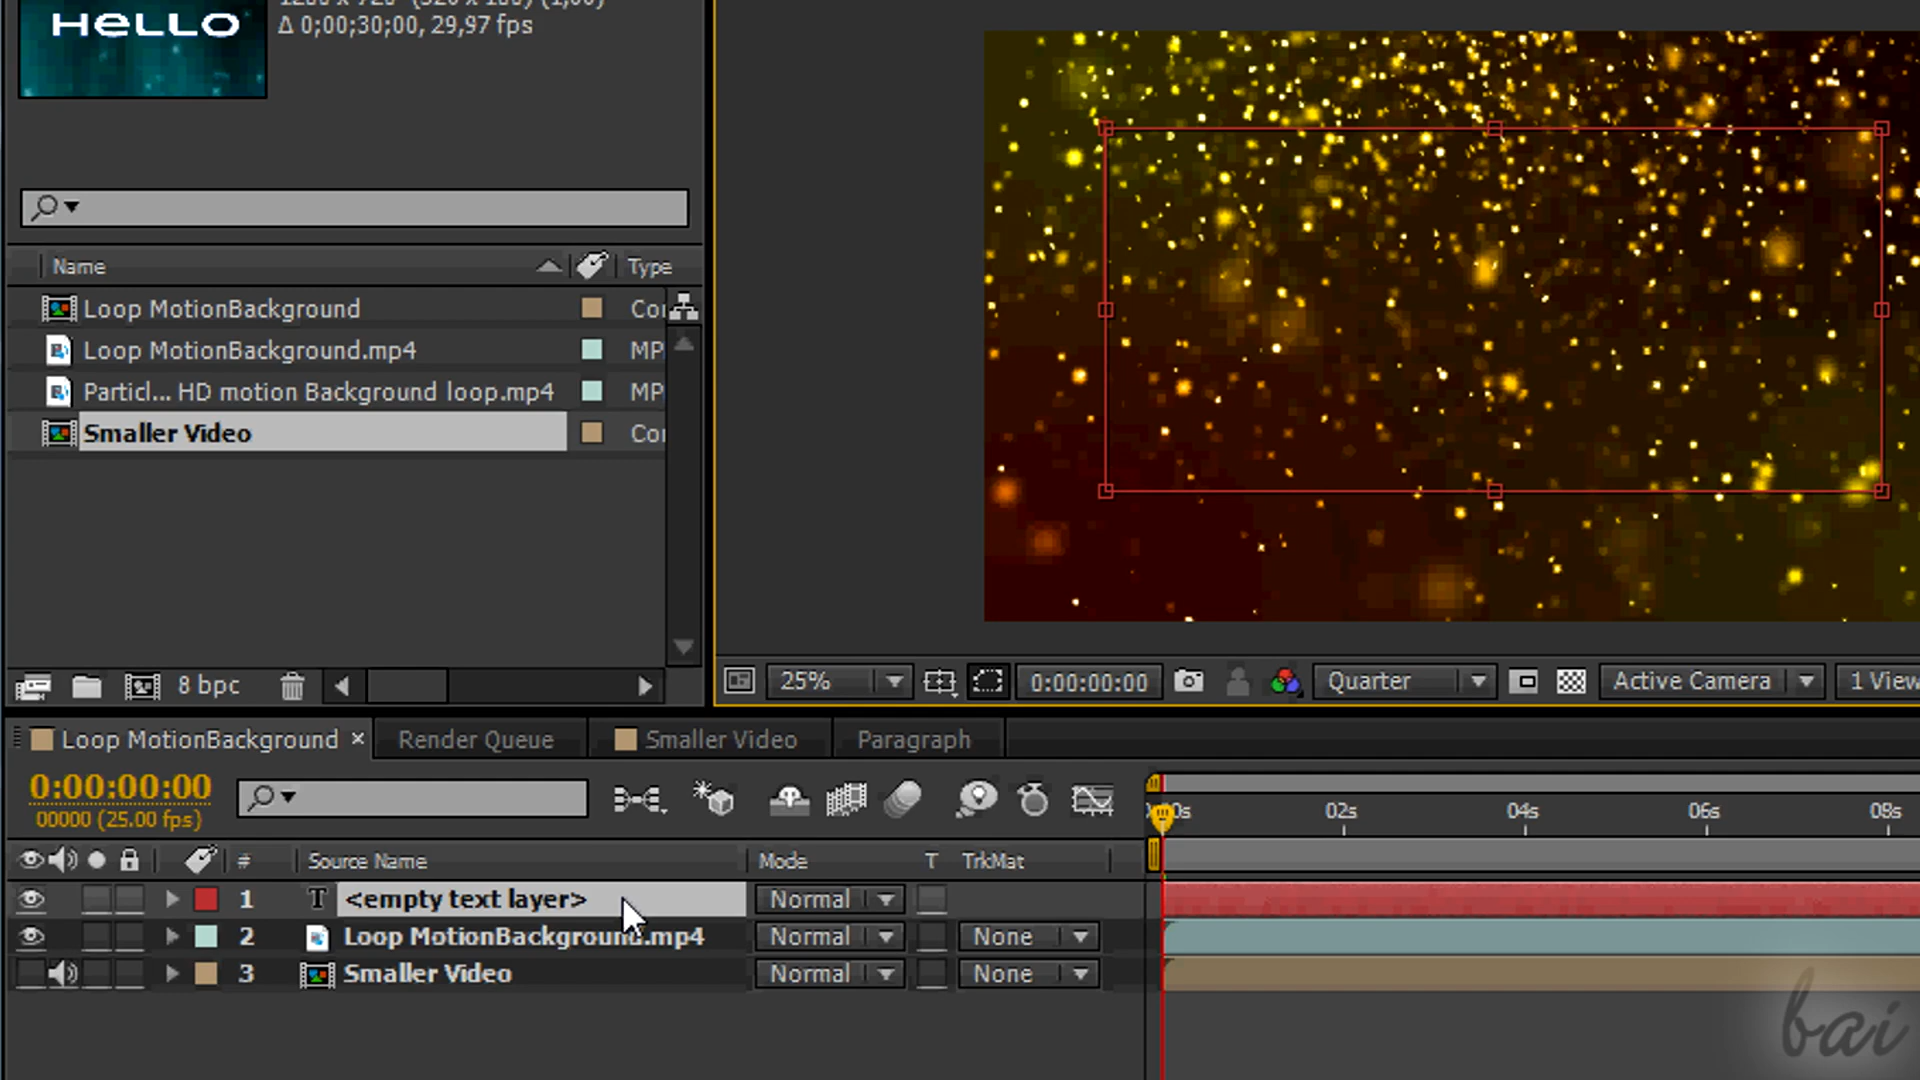 HELLO
Δ 0;00;30;00, 29,97 fps
Name Type
Loop MotionBackground
Loop MotionBackground.mp4 MP
Particl... HD motion Background loop.mp4 MP
Smaller Video
8 bpc
25% 0:00:00:00 Quarter Active Camera 1 View
Loop MotionBackground × Render Queue Smaller Video Paragraph
0:00:00:00
00000 (25.00 fps)
02s 04s 06s 08s
# Source Name Mode T TrkMat
1 T <empty text layer> Normal
2 Loop MotionBackground.mp4 Normal None
3 Smaller Video Normal None
bai